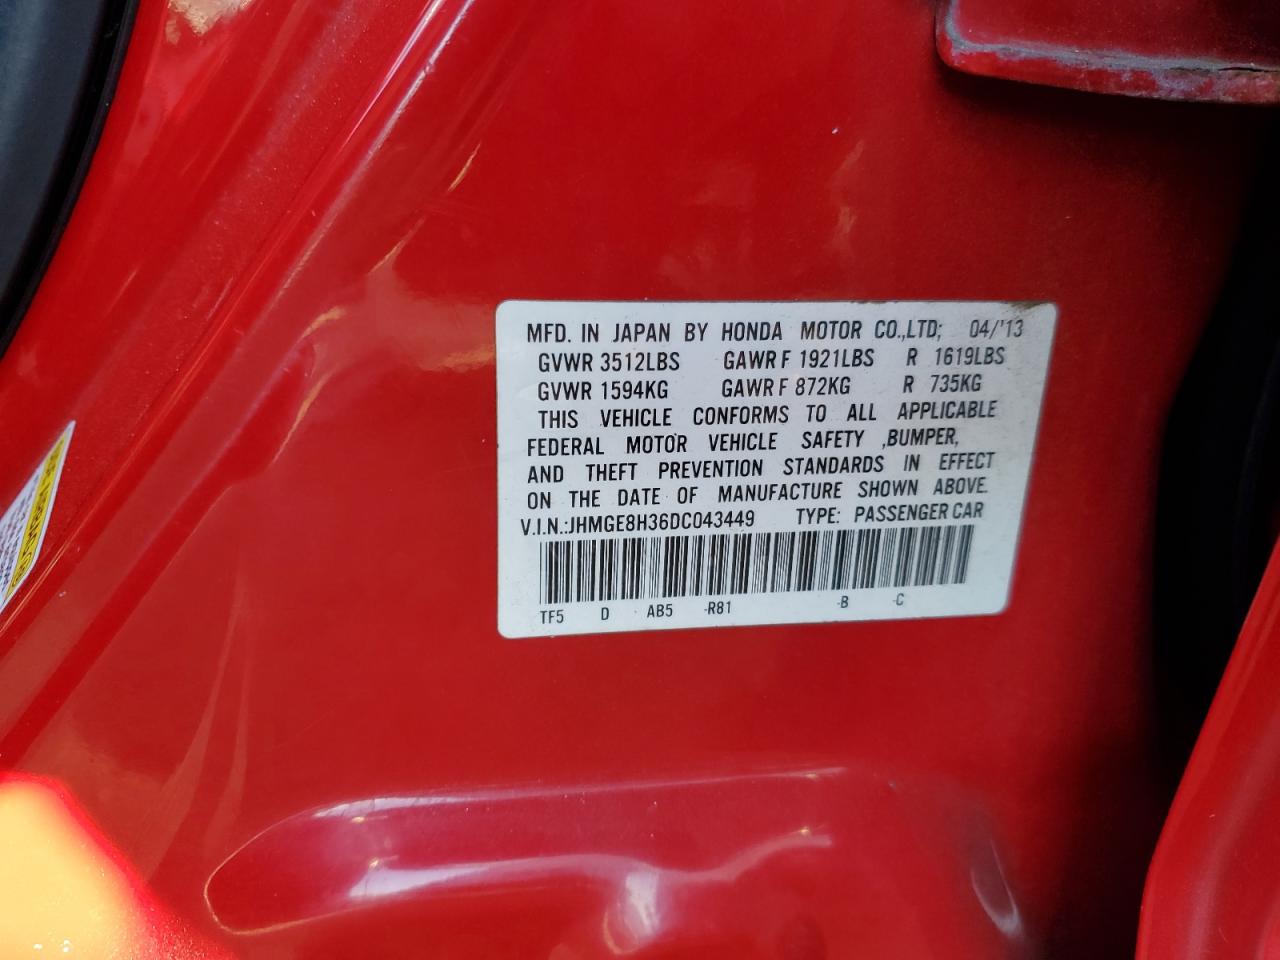 MFD. IN JAPAN BY HONDA MOTOR CO.,LTD; 04/'13
GVWR 3512LBS GAWR F 1921LBS R 1619LBS
GVWR 1594KG GAWR F 872KG R 735KG
THIS VEHICLE CONFORMS TO ALL APPLICABLE
FEDERAL MOTOR VEHICLE SAFETY ,BUMPER,
AND THEFT PREVENTION STANDARDS IN EFFECT
ON THE DATE OF MANUFACTURE SHOWN ABOVE.
V.I.N.:JHMGE8H36DC043449 TYPE: PASSENGER CAR
TF5 D AB5 -R81 -B -C